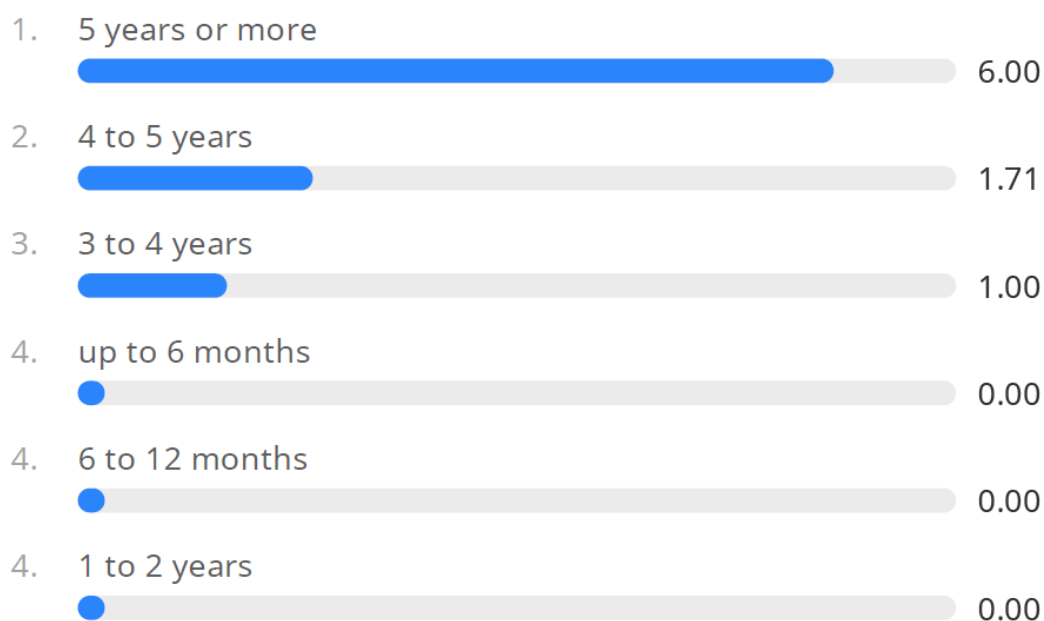 1. 5 years or more
6.00
2. 4 to 5 years
1.71
3. 3 to 4 years
1.00
4. up to 6 months
0.00
4. 6 to 12 months
0.00
4. 1 to 2 years
0.00